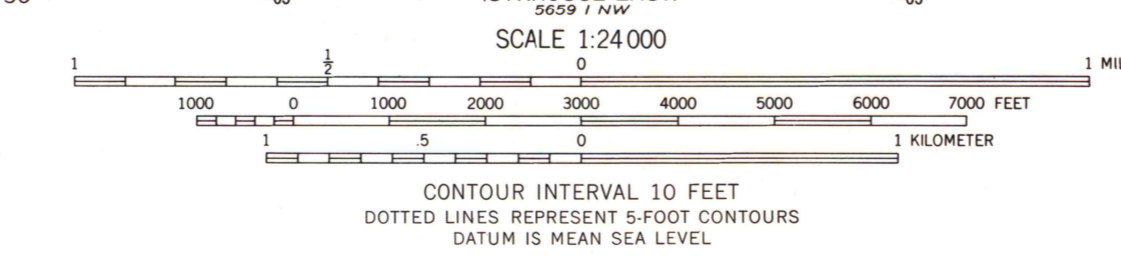 5659 I NW
SCALE 1:24 000
1 1/2 0 1
1000 0 1000 2000 3000 4000 5000 6000 7000 FEET
1 .5 0 1 KILOMETER
CONTOUR INTERVAL 10 FEET
DOTTED LINES REPRESENT 5-FOOT CONTOURS
DATUM IS MEAN SEA LEVEL